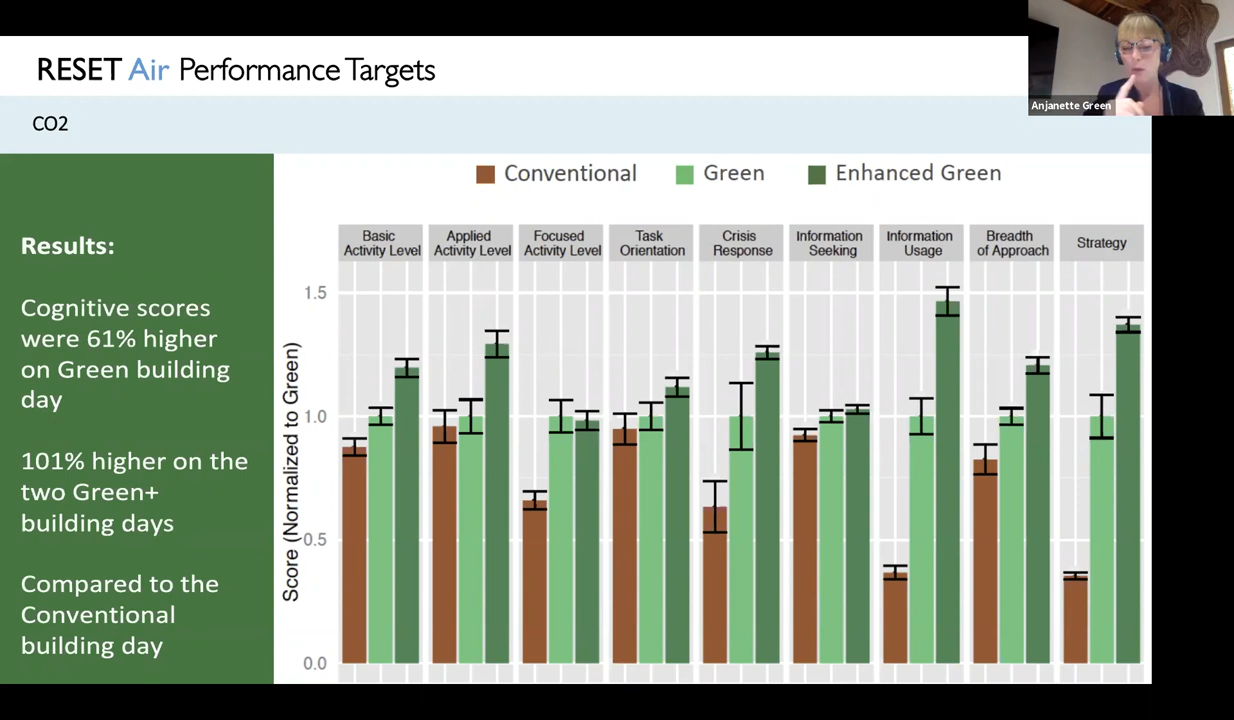 RESET Air Performance Targets
Anjanette Green
CO2
Results:
Cognitive scores
were 61% higher
on Green building
day
101% higher on the
two Green+
building days
Compared to the
Conventional
building day
Conventional
Green
Enhanced Green
Basic
Activity Level
Applied
Activity Level
Focused
Activity Level
Task
Orientation
Crisis
Response
Information
Seeking
Information
Usage
Breadth
of Approach
Strategy
Score (Normalized to Green)
1.5
1.0
0.5
0.0